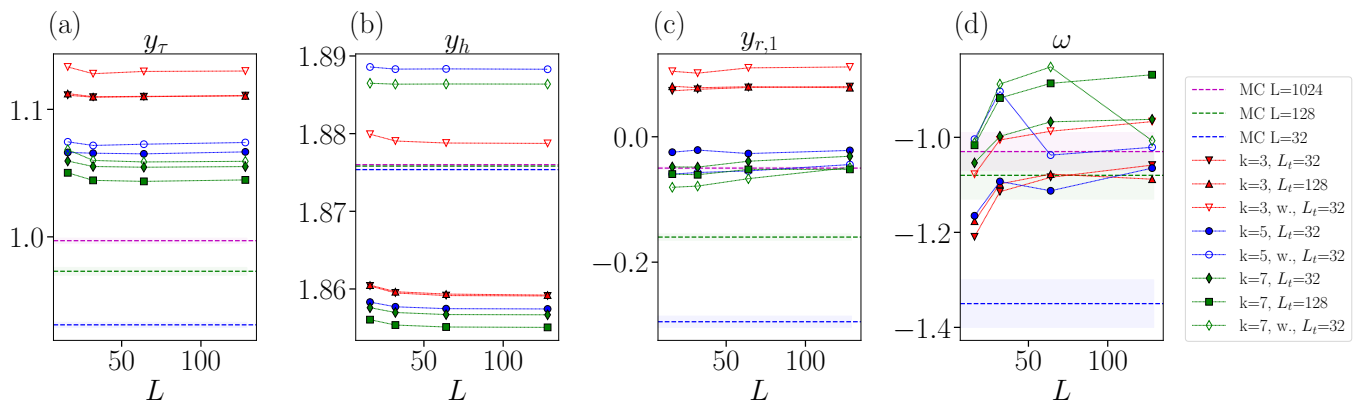 (a)
y_τ
1.1
1.0
50
100
L
(b)
y_h
1.89
1.88
1.87
1.86
50
100
L
(c)
y_{r,1}
0.0
−0.2
50
100
L
(d)
ω
−1.0
−1.2
−1.4
50
100
L
MC L=1024
MC L=128
MC L=32
k=3, L_t=32
k=3, L_t=128
k=3, w., L_t=32
k=5, L_t=32
k=5, w., L_t=32
k=7, L_t=32
k=7, L_t=128
k=7, w., L_t=32